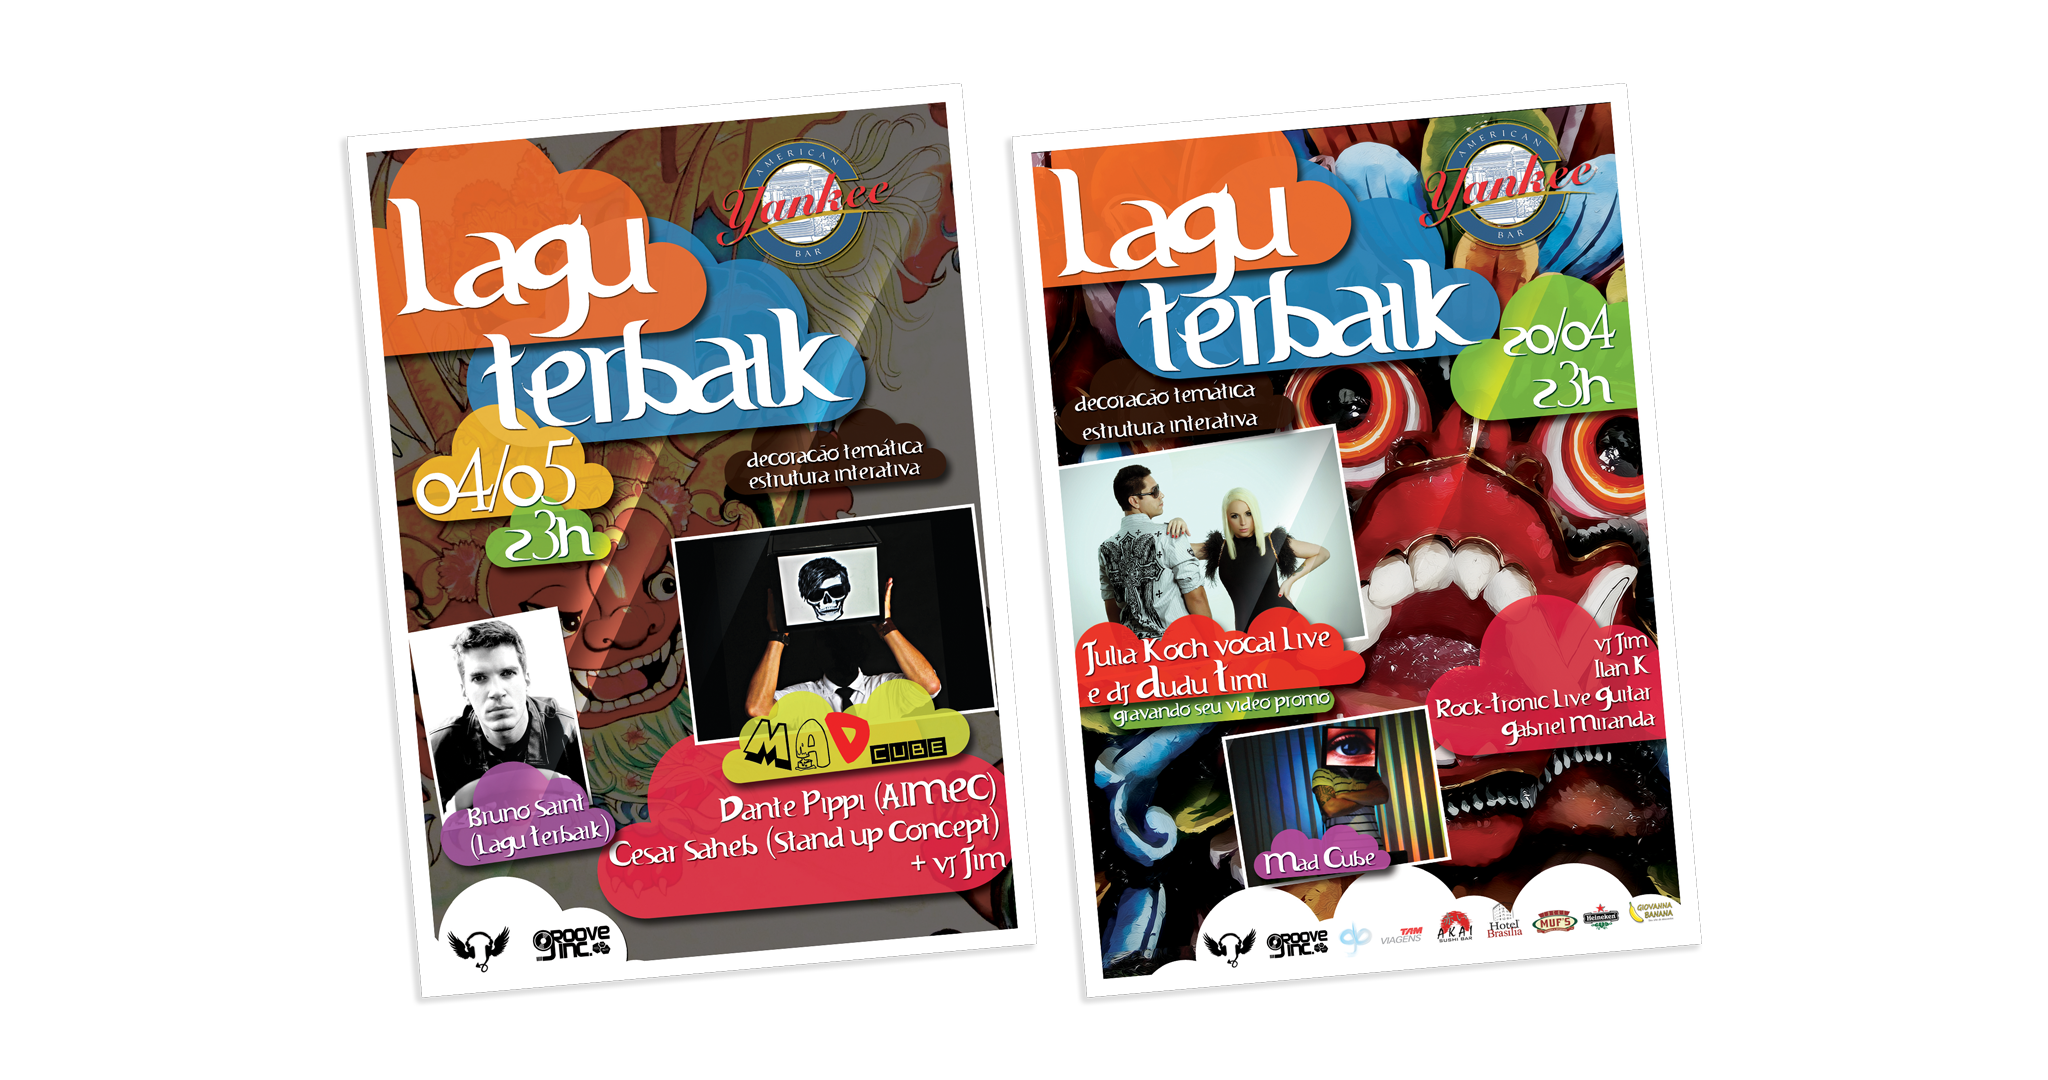 AMERICAN
Yankee
BAR
Lagu
terbaik
04/05
23h
decoração temática
estrutura interativa
MAD CUBE
Bruno Saint
(Lagu terbaik)
Dante Pippi (AIMEC)
Cesar Saheb (Stand up Concept)
+ vj Jim
GROOVE
INC.
AMERICAN
Yankee
BAR
Lagu
terbaik
20/04
23h
decoração temática
estrutura interativa
Julia Koch vocal Live
e dj dudu timi
gravando seu video promo
vj Jim
Ilan K
Rock-tronic Live guitar
gabriel Miranda
Mad Cube
GROOVE
INC.
TAM
VIAGENS
AKAI
SUSHI BAR
Hotel
Brasília
MUF'S
Heineken
GIOVANNA
BANANA